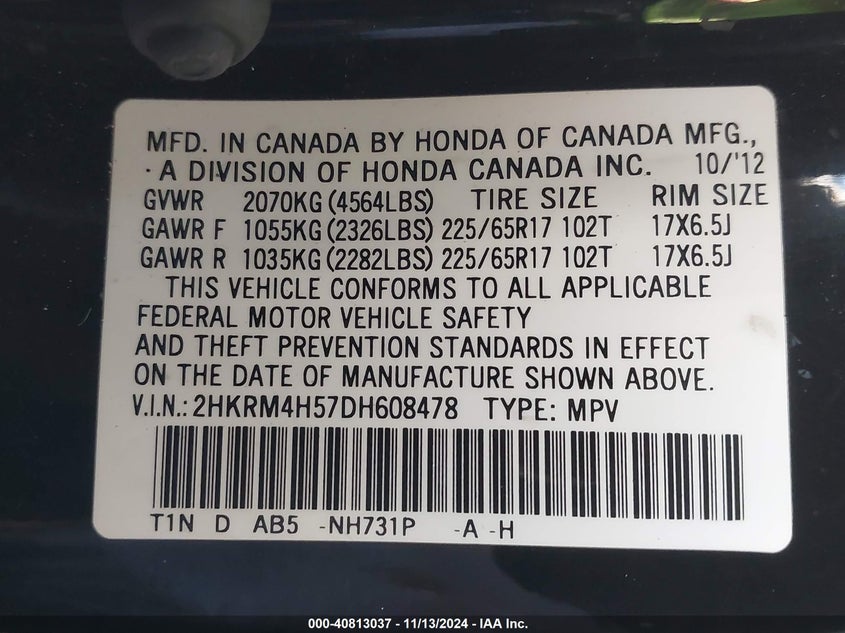 MFD. IN CANADA BY HONDA OF CANADA MFG.,
· A DIVISION OF HONDA CANADA INC. 10/'12
GVWR 2070KG (4564LBS) TIRE SIZE RIM SIZE
GAWR F 1055KG (2326LBS) 225/65R17 102T 17X6.5J
GAWR R 1035KG (2282LBS) 225/65R17 102T 17X6.5J
THIS VEHICLE CONFORMS TO ALL APPLICABLE
FEDERAL MOTOR VEHICLE SAFETY
AND THEFT PREVENTION STANDARDS IN EFFECT
ON THE DATE OF MANUFACTURE SHOWN ABOVE.
V.I.N.: 2HKRM4H57DH608478 TYPE: MPV
T1N D AB5 -NH731P -A -H
000-40813037 - 11/13/2024 - IAA Inc.